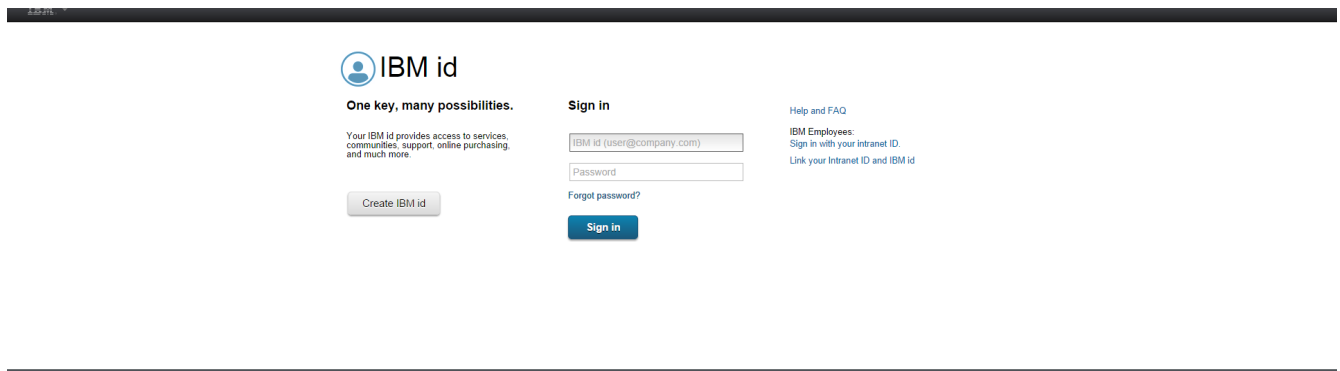 IBM
IBM id
One key, many possibilities.
Your IBM id provides access to services,
communities, support, online purchasing,
and much more.
Create IBM id
Sign in
IBM id (user@company.com)
Password
Forgot password?
Sign in
Help and FAQ
IBM Employees:
Sign in with your intranet ID.
Link your Intranet ID and IBM id